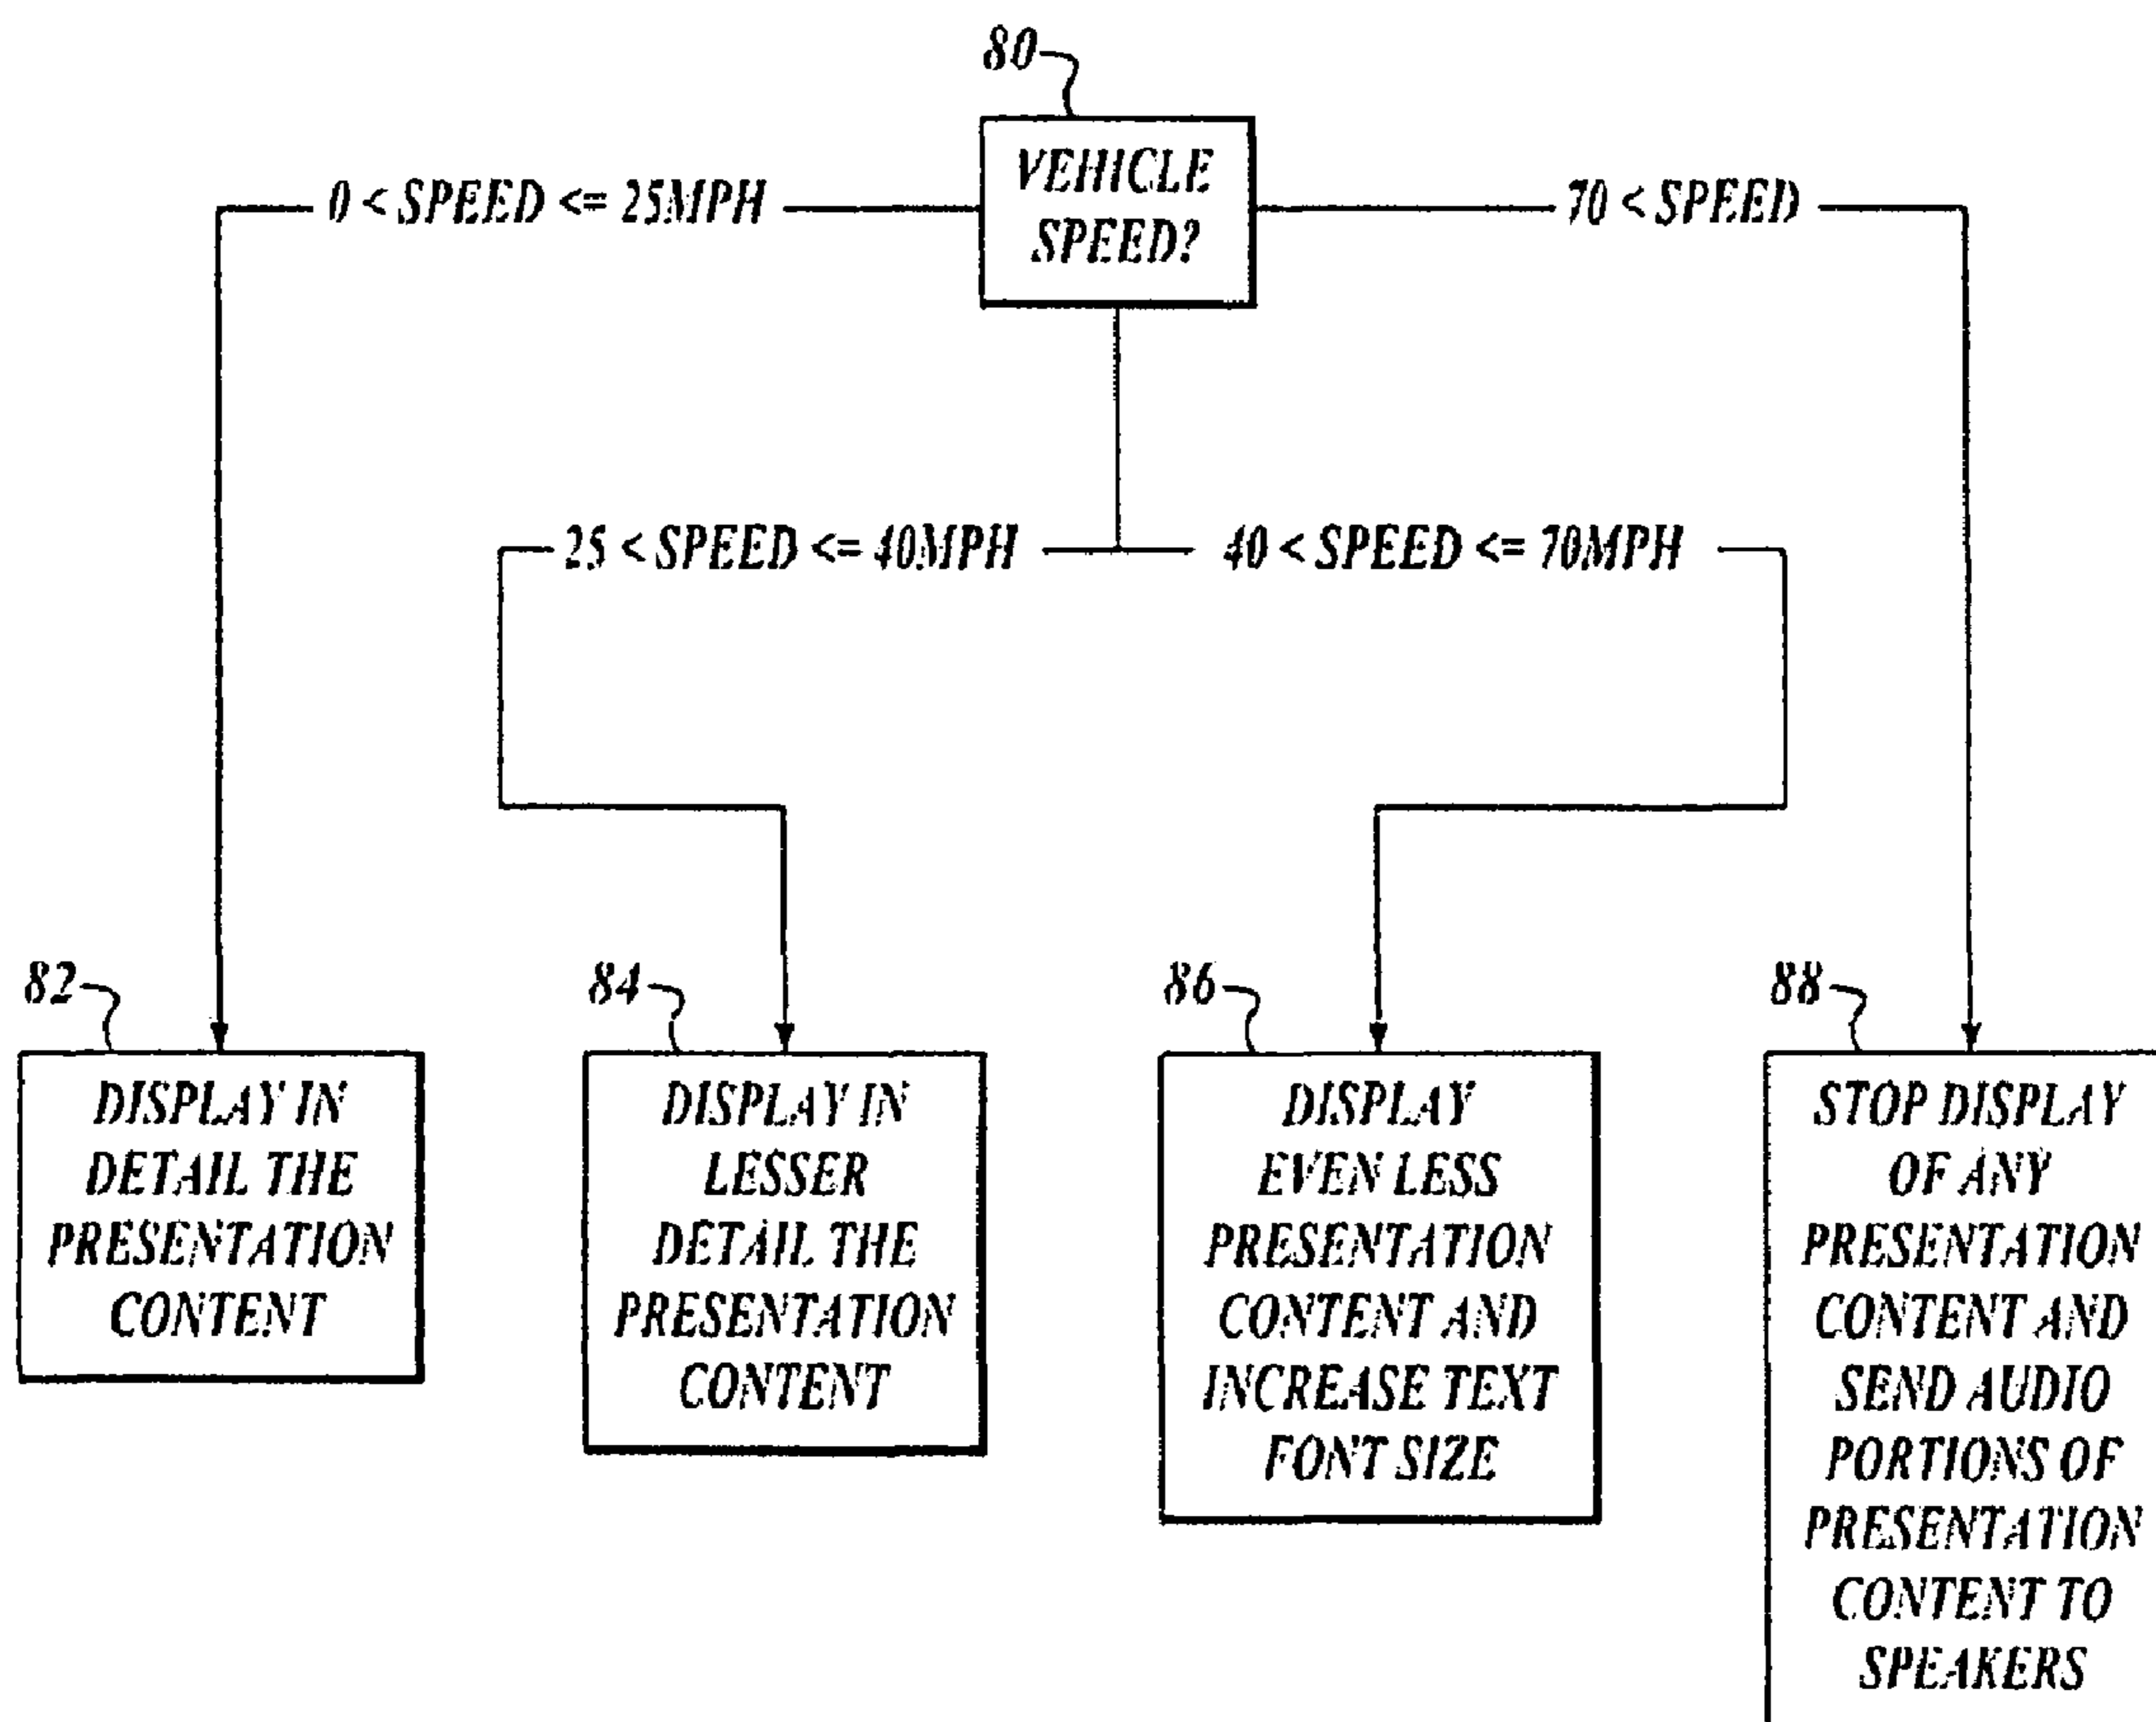 80
VEHICLE
SPEED?
0 < SPEED <= 25MPH
70 < SPEED
25 < SPEED <= 40MPH
40 < SPEED <= 70MPH
82
DISPLAY IN
DETAIL THE
PRESENTATION
CONTENT
84
DISPLAY IN
LESSER
DETAIL THE
PRESENTATION
CONTENT
86
DISPLAY
EVEN LESS
PRESENTATION
CONTENT AND
INCREASE TEXT
FONT SIZE
88
STOP DISPLAY
OF ANY
PRESENTATION
CONTENT AND
SEND AUDIO
PORTIONS OF
PRESENTATION
CONTENT TO
SPEAKERS